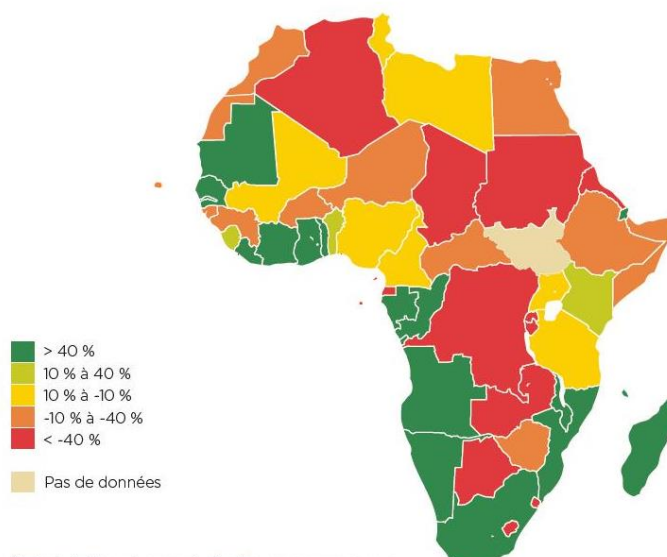 > 40 %
10 % à 40 %
10 % à -10 %
-10 % à -40 %
< -40 %
Pas de données